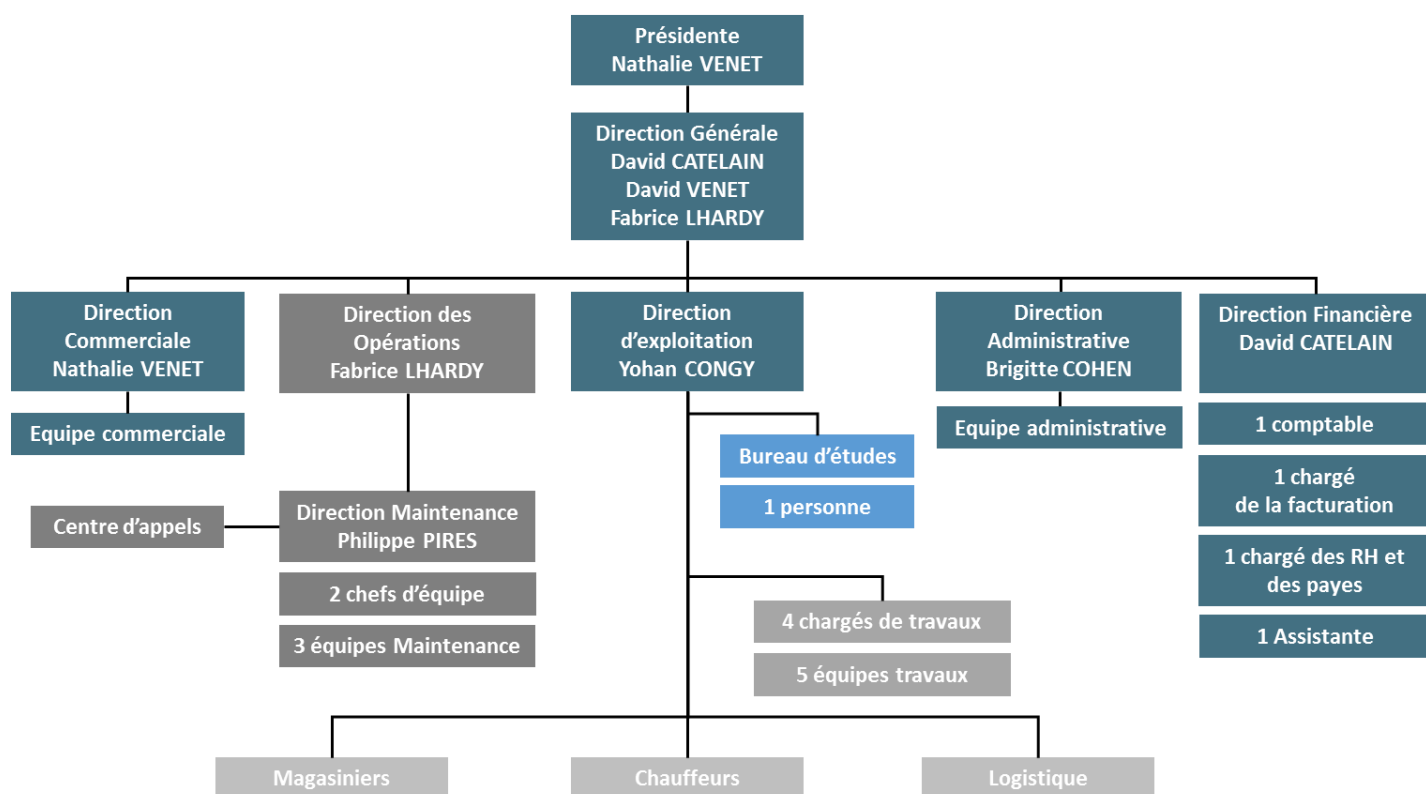 Présidente
Nathalie VENET
Direction Générale
David CATELAIN
David VENET
Fabrice LHARDY
Direction
Commerciale
Nathalie VENET
Direction des
Opérations
Fabrice LHARDY
Direction
d’exploitation
Yohan CONGY
Direction
Administrative
Brigitte COHEN
Direction Financière
David CATELAIN
Equipe commerciale
Equipe administrative
1 comptable
Bureau d’études
1 personne
1 chargé
de la facturation
Centre d’appels
Direction Maintenance
Philippe PIRES
1 chargé des RH et
des payes
2 chefs d’équipe
3 équipes Maintenance
4 chargés de travaux
5 équipes travaux
1 Assistante
Magasiniers
Chauffeurs
Logistique